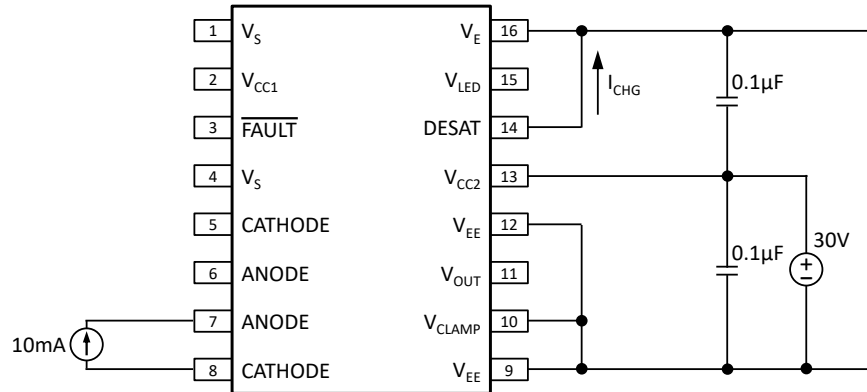 1 V_S V_E 16
2 V_CC1 V_LED 15
3 F̅A̅U̅L̅T̅ DESAT 14
4 V_S V_CC2 13
5 CATHODE V_EE 12
6 ANODE V_OUT 11
7 ANODE V_CLAMP 10
8 CATHODE V_EE 9
10mA
I_CHG
0.1µF
0.1µF
30V
+
−